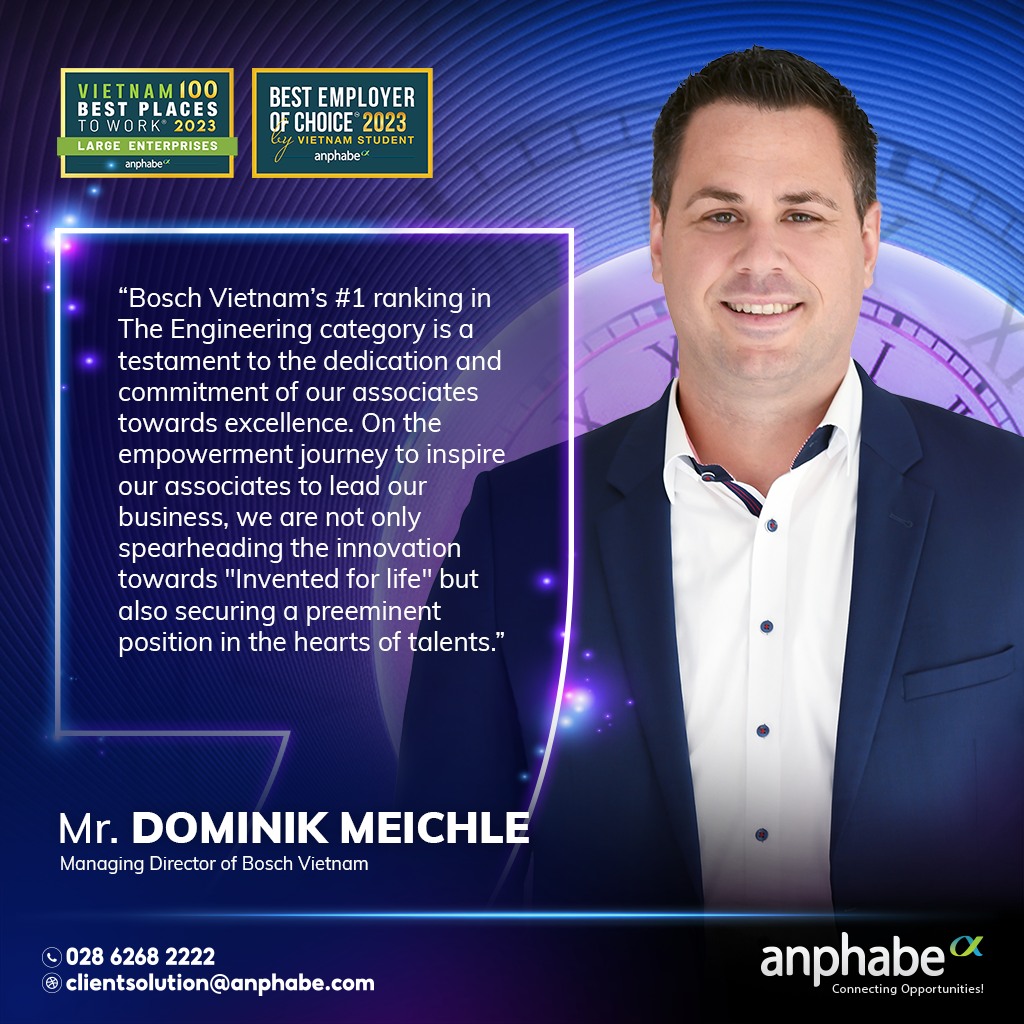 VIETNAM 100
BEST PLACES
TO WORK® 2023
LARGE ENTERPRISES
anphabe
BEST EMPLOYER
OF CHOICE® 2023
by VIETNAM STUDENT
anphabe
“Bosch Vietnam’s #1 ranking in
The Engineering category is a
testament to the dedication and
commitment of our associates
towards excellence. On the
empowerment journey to inspire
our associates to lead our
business, we are not only
spearheading the innovation
towards "Invented for life" but
also securing a preeminent
position in the hearts of talents.”
Mr. DOMINIK MEICHLE
Managing Director of Bosch Vietnam
028 6268 2222
clientsolution@anphabe.com
anphabe
Connecting Opportunities!